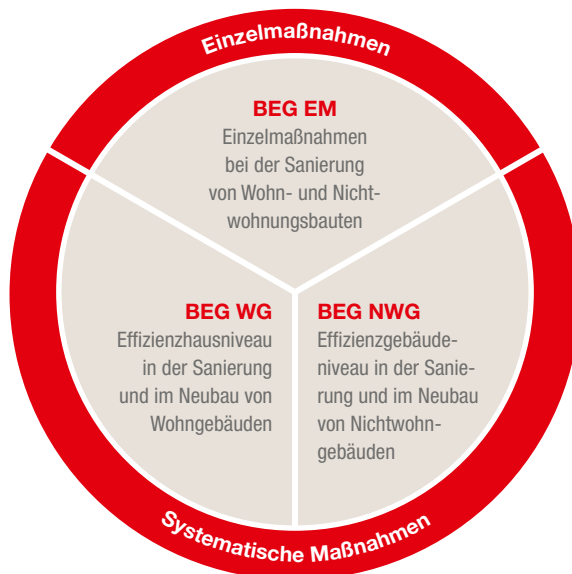 Einzelmaßnahmen
BEG EM
Einzelmaßnahmen
bei der Sanierung
von Wohn- und Nicht-
wohnungsbauten
BEG WG
Effizienzhausniveau
in der Sanierung
und im Neubau von
Wohngebäuden
BEG NWG
Effizienzgebäude-
niveau in der Sanie-
rung und im Neubau
von Nichtwohn-
gebäuden
Systematische Maßnahmen